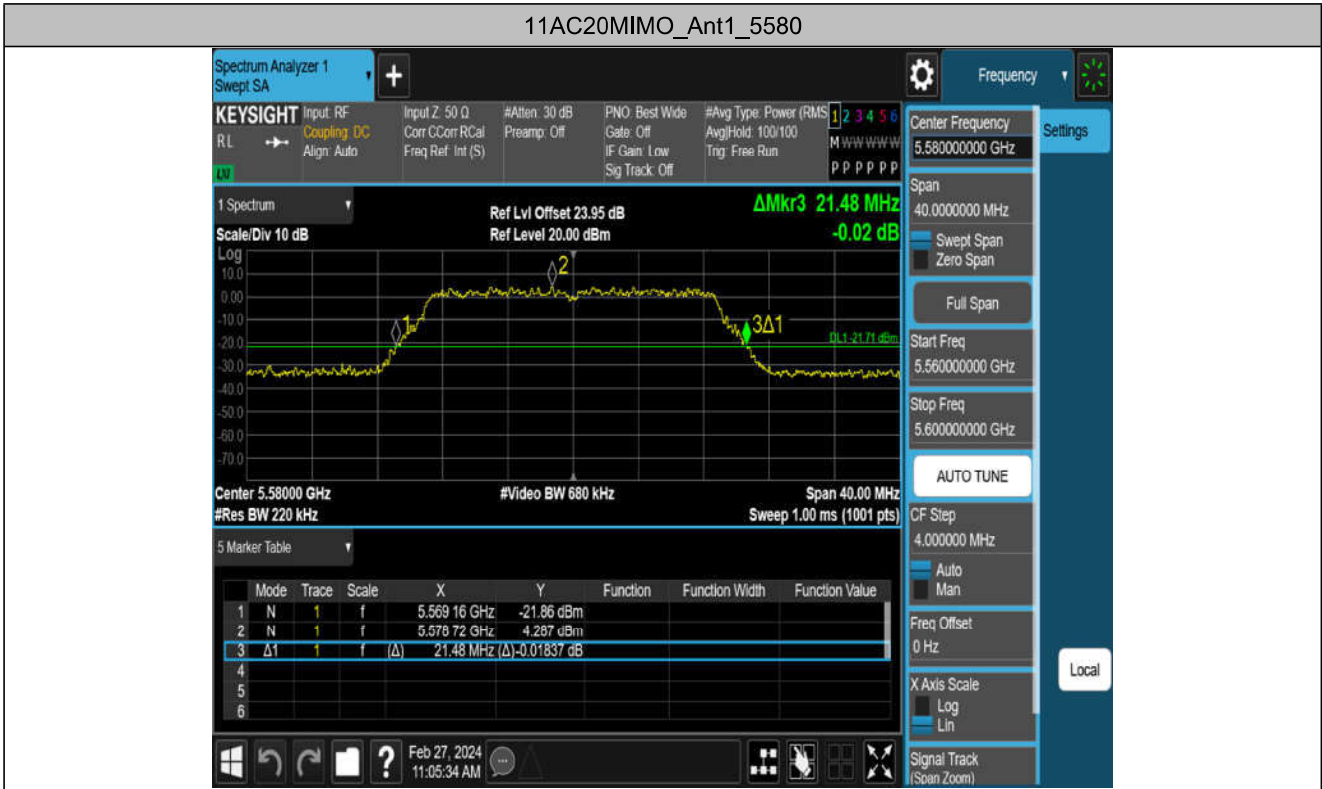 11AC20MIMO_Ant1_5580
Spectrum Analyzer 1
Swept SA
+
Frequency
KEYSIGHT
RL
LXI
Input: RF
Coupling: DC
Align: Auto
Input Z: 50 Ω
Corr CCorr RCal
Freq Ref: Int (S)
#Atten: 30 dB
Preamp: Off
PNO: Best Wide
Gate: Off
IF Gain: Low
Sig Track: Off
#Avg Type: Power (RMS
Avg|Hold: 100/100
Trig: Free Run
1 2 3 4 5 6
M W W W W W
P P P P P P
Center Frequency
5.580000000 GHz
Settings
Span
40.0000000 MHz
Swept Span
Zero Span
Full Span
Start Freq
5.560000000 GHz
Stop Freq
5.600000000 GHz
AUTO TUNE
CF Step
4.000000 MHz
Auto
Man
Freq Offset
0 Hz
X Axis Scale
Log
Lin
Signal Track
(Span Zoom)
Local
1 Spectrum
Scale/Div 10 dB
Ref Lvl Offset 23.95 dB
Ref Level 20.00 dBm
ΔMkr3 21.48 MHz
-0.02 dB
Log
10.0
0.00
-10.0
-20.0
-30.0
-40.0
-50.0
-60.0
-70.0
1
2
3Δ1
DL1 -21.71 dBm
Center 5.58000 GHz
#Res BW 220 kHz
#Video BW 680 kHz
Span 40.00 MHz
Sweep 1.00 ms (1001 pts)
5 Marker Table
Mode Trace Scale X Y Function Function Width Function Value
1 N 1 f 5.569 16 GHz -21.86 dBm
2 N 1 f 5.578 72 GHz 4.287 dBm
3 Δ1 1 f (Δ) 21.48 MHz (Δ)-0.01837 dB
4
5
6
?
Feb 27, 2024
11:05:34 AM